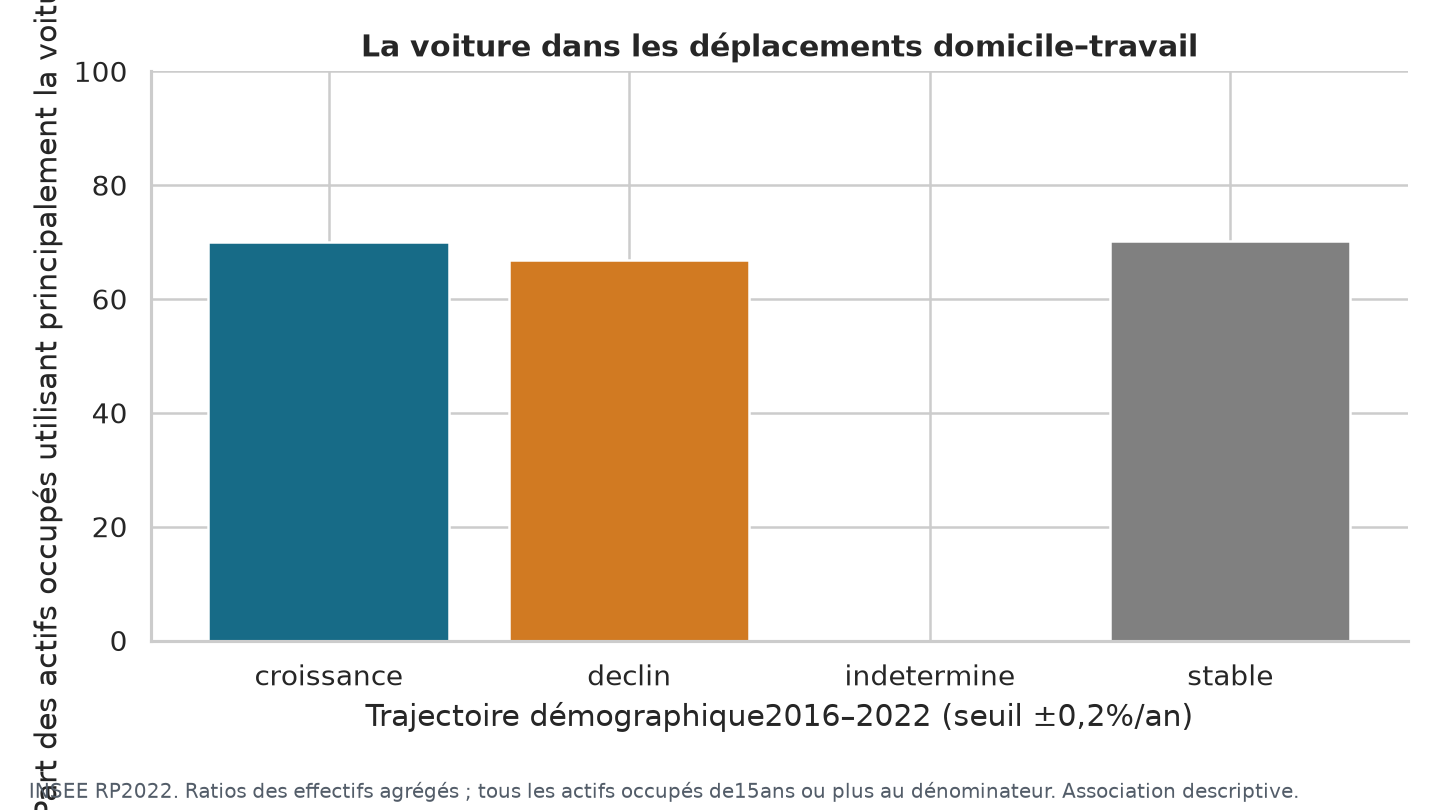 La voiture dans les déplacements domicile–travail
Part des actifs occupés utilisant principalement la voitu
100
80
60
40
20
0
croissance
declin
indetermine
stable
Trajectoire démographique2016–2022 (seuil ±0,2%/an)
INSEE RP2022. Ratios des effectifs agrégés ; tous les actifs occupés de15ans ou plus au dénominateur. Association descriptive.